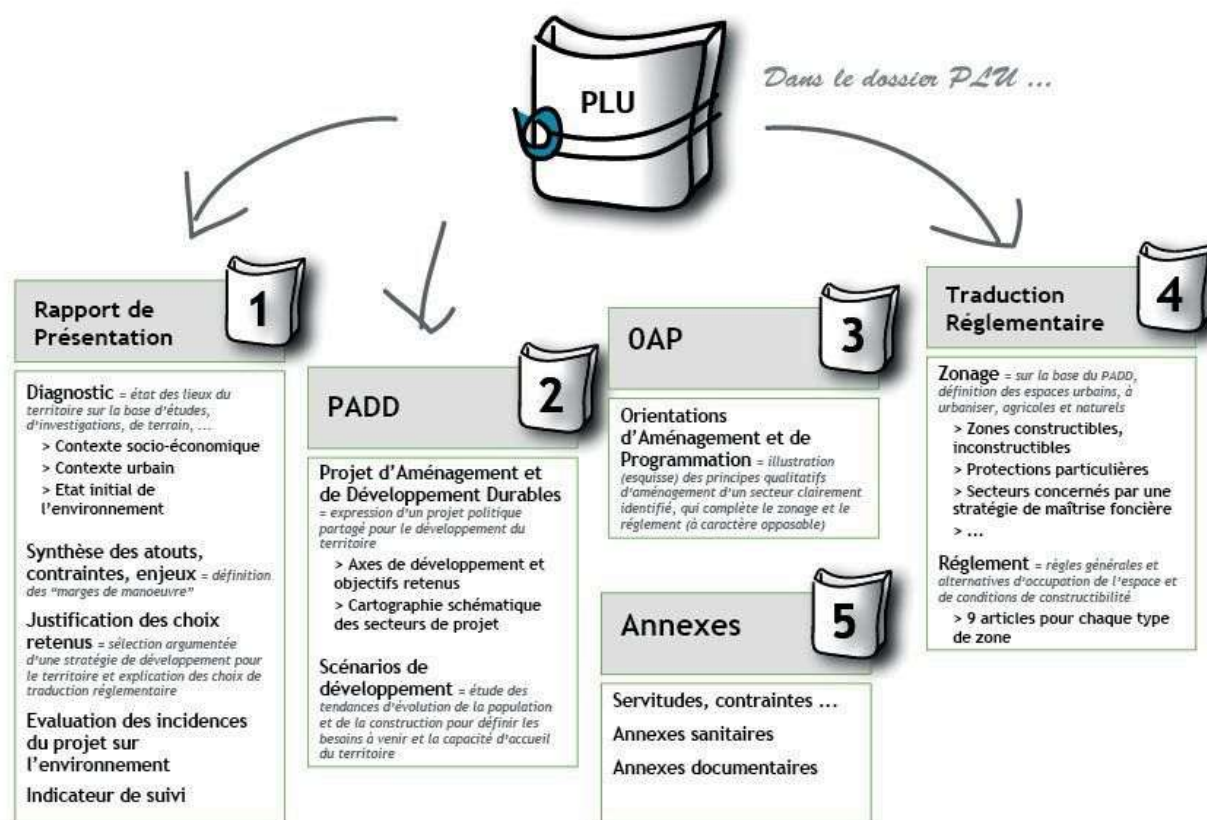 PLU
Dans le dossier PLU ...
1
Rapport de
Présentation
Diagnostic = état des lieux du
territoire sur la base d'études,
d'investigations, de terrain, ...
> Contexte socio-économique
> Contexte urbain
> Etat initial de
l'environnement
Synthèse des atouts,
contraintes, enjeux = définition
des "marges de manoeuvre"
Justification des choix
retenus = sélection argumentée
d'une stratégie de développement pour
le territoire et explication des choix de
traduction réglementaire
Evaluation des incidences
du projet sur
l'environnement
Indicateur de suivi
2
PADD
Projet d'Aménagement et
de Développement Durables
= expression d'un projet politique
partagé pour le développement du
territoire
> Axes de développement et
objectifs retenus
> Cartographie schématique
des secteurs de projet
Scénarios de
développement = étude des
tendances d'évolution de la population
et de la construction pour définir les
besoins à venir et la capacité d'accueil
du territoire
3
OAP
Orientations
d'Aménagement et de
Programmation = illustration
(esquisse) des principes qualitatifs
d'aménagement d'un secteur clairement
identifié, qui complète le zonage et le
réglement (à caractère opposable)
4
Traduction
Réglementaire
Zonage = sur la base du PADD,
définition des espaces urbains, à
urbaniser, agricoles et naturels
> Zones constructibles,
inconstructibles
> Protections particulières
> Secteurs concernés par une
stratégie de maîtrise foncière
> ...
Réglement = règles générales et
alternatives d'occupation de l'espace et
de conditions de constructibilité
> 9 articles pour chaque type
de zone
5
Annexes
Servitudes, contraintes ...
Annexes sanitaires
Annexes documentaires